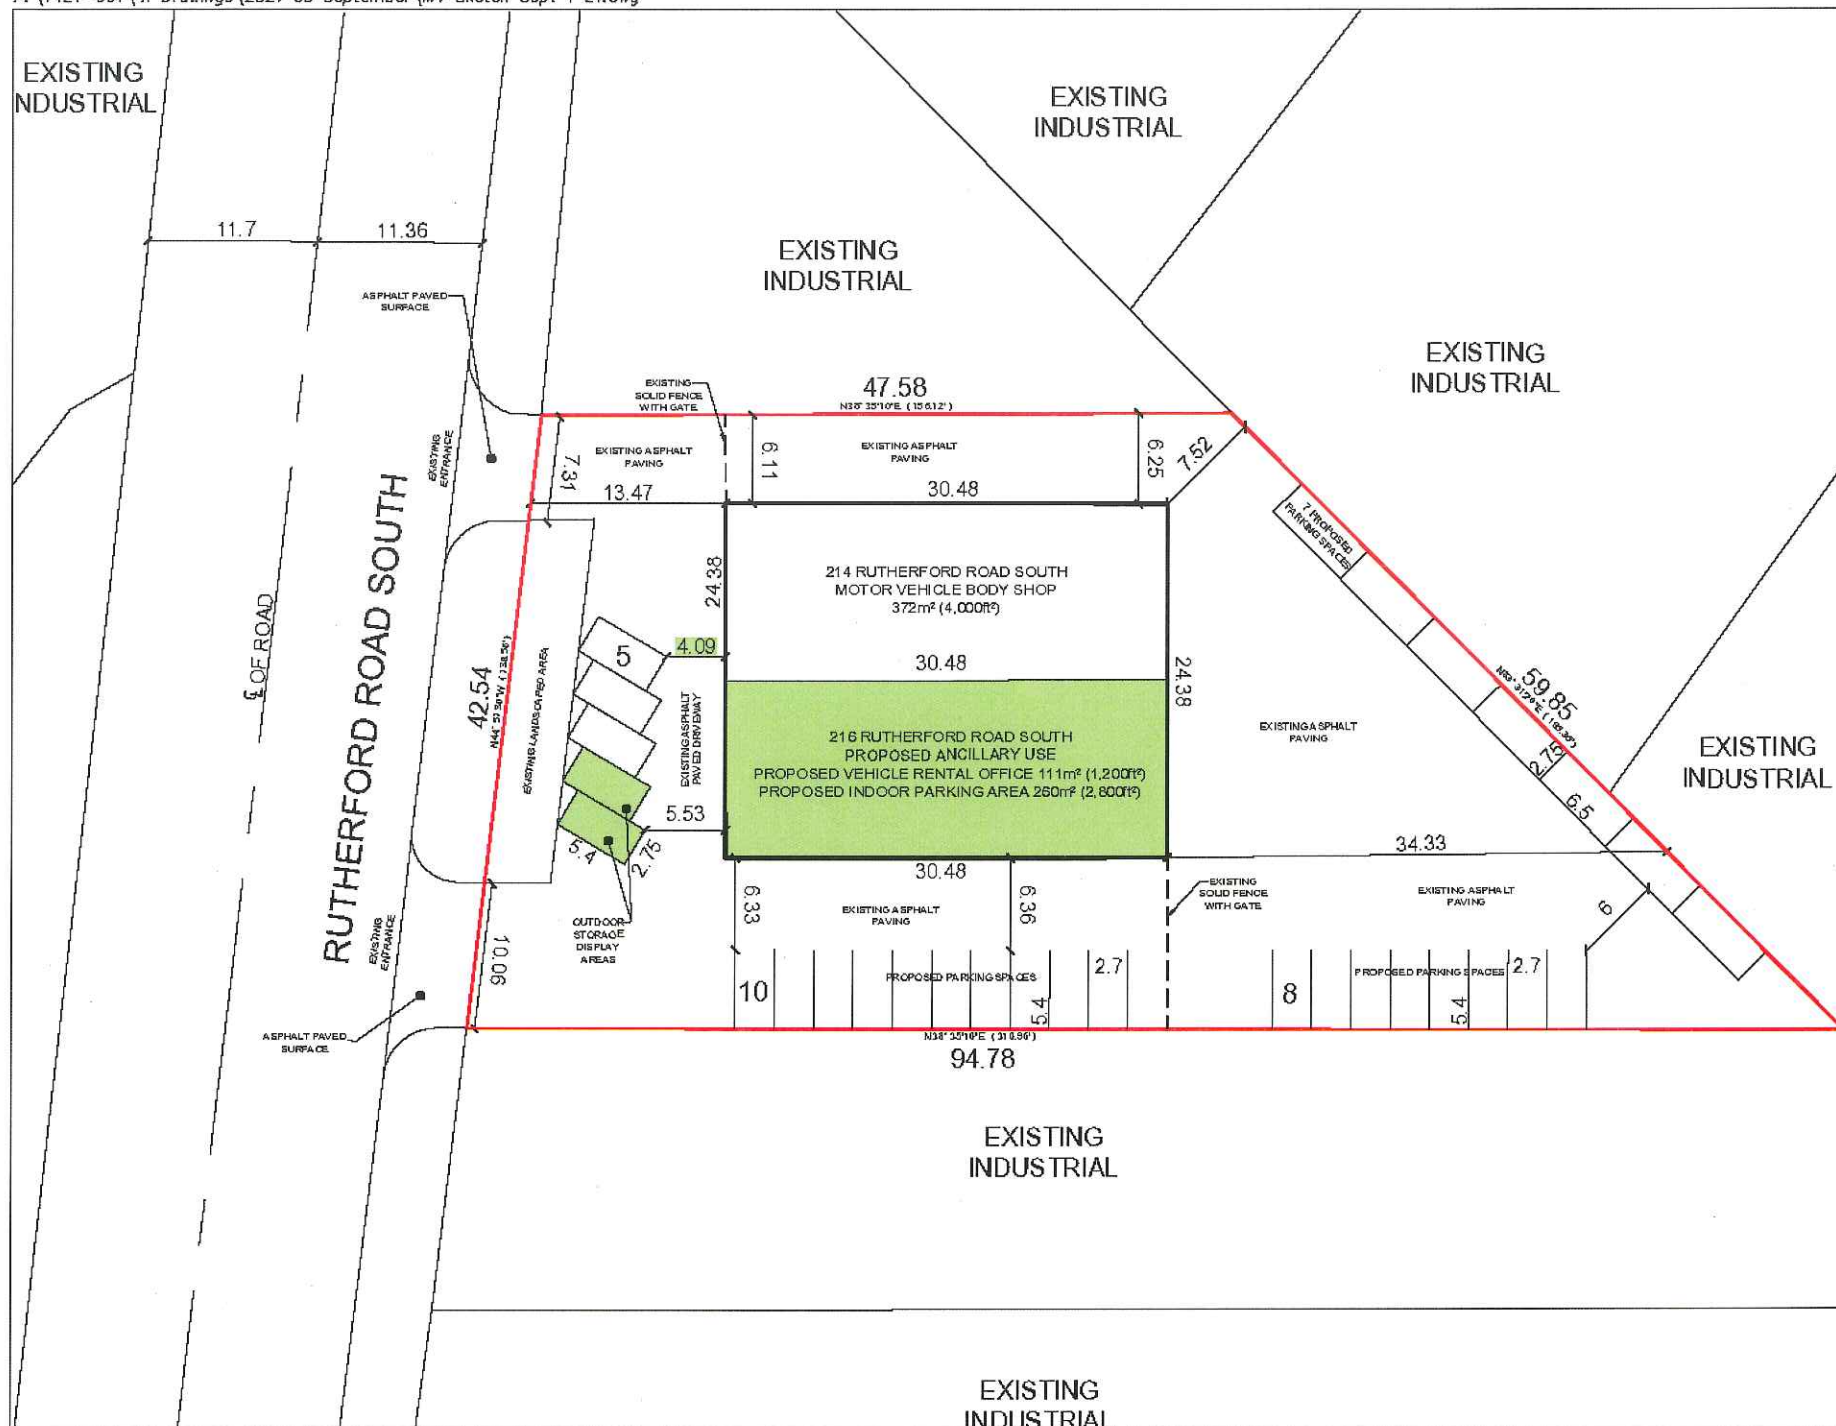 EXISTING
NDUSTRIAL
EXISTING
INDUSTRIAL
11.7
11.36
EXISTING
INDUSTRIAL
ASPHALT PAVED
SURFACE
EXISTING
INDUSTRIAL
EXISTING
SOLID FENCE
WITH GATE
47.58
EXISTING
ENTRANCE
7.31
EXISTING ASPHALT
PAVING
6.11
EXISTING ASPHALT
PAVING
6.25
7.52
13.47
30.48
7 PROPOSED
PARKING SPACES
RUTHERFORD ROAD SOUTH
℄ OF ROAD
24.38
214 RUTHERFORD ROAD SOUTH
MOTOR VEHICLE BODY SHOP
372m² (4,000ft²)
5
4.09
30.48
24.38
42.54
EXISTING LANDSCAPED AREA
EXISTING ASPHALT
PAVED DRIVEWAY
59.85
EXISTING ASPHALT
PAVING
216 RUTHERFORD ROAD SOUTH
PROPOSED ANCILLARY USE
PROPOSED VEHICLE RENTAL OFFICE 111m² (1,200ft²)
PROPOSED INDOOR PARKING AREA 260m² (2,800ft²)
EXISTING
INDUSTRIAL
2.75
6.5
5.53
5.4
2.75
34.33
30.48
EXISTING
SOLID FENCE
WITH GATE
6.33
EXISTING ASPHALT
PAVING
6.36
EXISTING ASPHALT
PAVING
6
OUTDOOR
STORAGE
DISPLAY
AREAS
EXISTING
ENTRANCE
10.06
10
PROPOSED PARKING SPACES
5.4
2.7
8
PROPOSED PARKING SPACES
5.4
2.7
ASPHALT PAVED
SURFACE
94.78
EXISTING
INDUSTRIAL
EXISTING
INDUSTRIAL